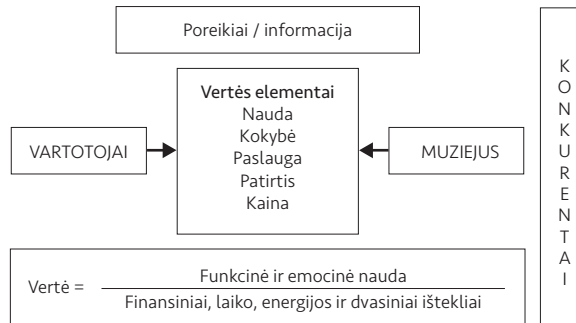 Poreikiai / informacija
Vertės elementai
Nauda
Kokybė
Paslauga
Patirtis
Kaina
VARTOTOJAI
MUZIEJUS
Vertė =
Funkcinė ir emocinė nauda
Finansiniai, laiko, energijos ir dvasiniai ištekliai
K
O
N
K
U
R
E
N
T
A
I